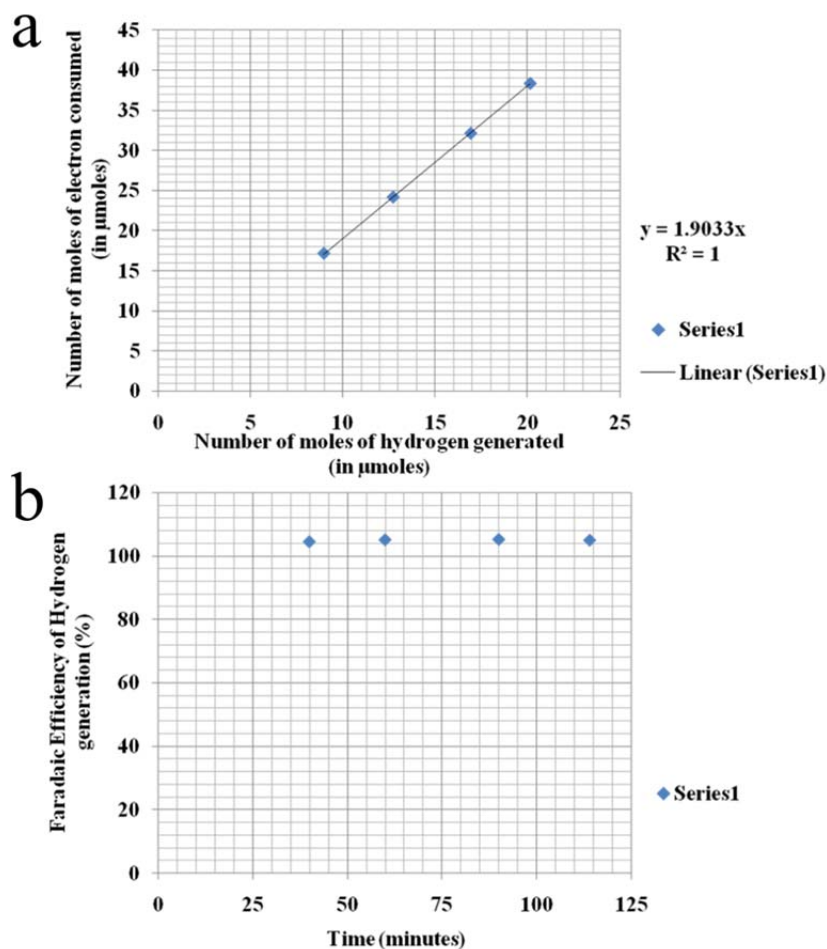 a
Number of moles of electron consumed
(in µmoles)
45
40
35
30
25
20
15
10
5
0
0 5 10 15 20 25
Number of moles of hydrogen generated
(in µmoles)
y = 1.9033x
R² = 1
Series1
Linear (Series1)
b
Faradaic Efficiency of Hydrogen
generation (%)
120
100
80
60
40
20
0
0 25 50 75 100 125
Time (minutes)
Series1